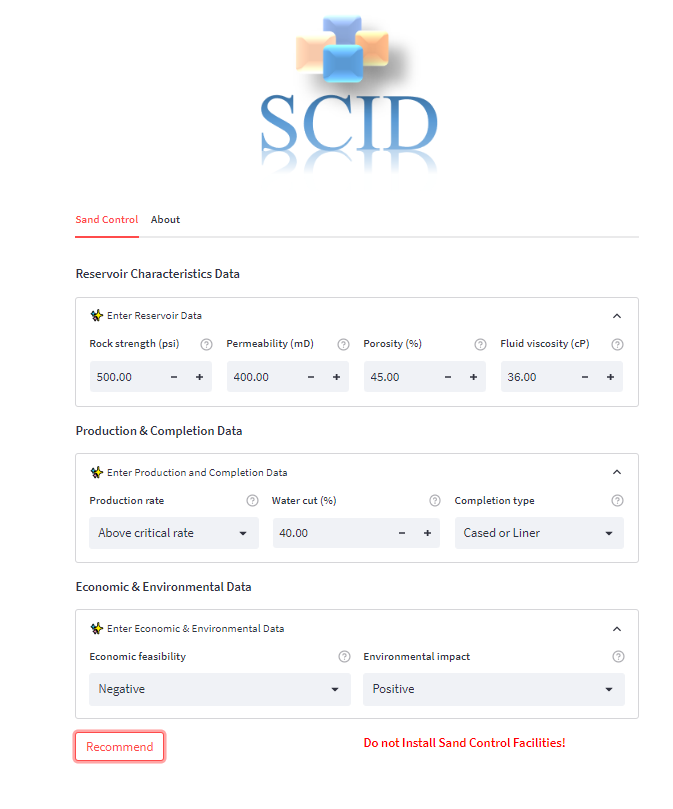 SCID
Sand Control About
Reservoir Characteristics Data
Enter Reservoir Data
Rock strength (psi) Permeability (mD) Porosity (%) Fluid viscosity (cP)
500.00 − + 400.00 − + 45.00 − + 36.00 − +
Production & Completion Data
Enter Production and Completion Data
Production rate Water cut (%) Completion type
Above critical rate 40.00 − + Cased or Liner
Economic & Environmental Data
Enter Economic & Environmental Data
Economic feasibility Environmental impact
Negative Positive
Recommend Do not Install Sand Control Facilities!